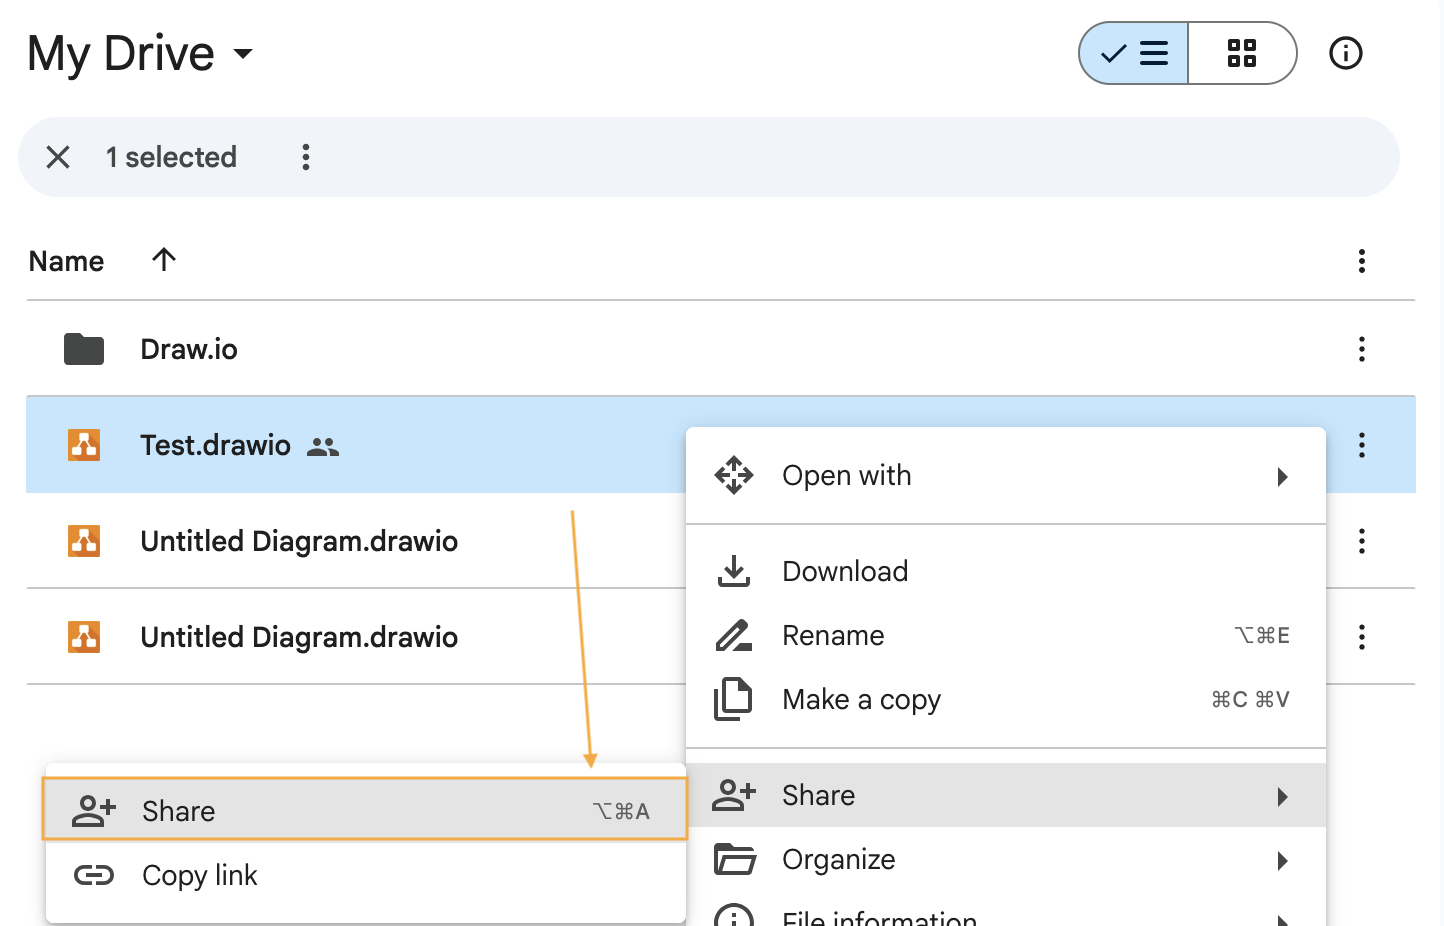 My Drive
1 selected
Name
Draw.io
Test.drawio
Untitled Diagram.drawio
Untitled Diagram.drawio
Open with
Download
Rename ⌥⌘E
Make a copy ⌘C ⌘V
Share
Organize
File information
Share ⌥⌘A
Copy link